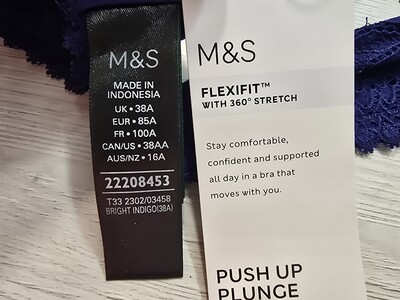 M&S
MADE IN
INDONESIA
UK • 38A
EUR • 85A
FR • 100A
CAN/US • 38AA
AUS/NZ • 16A
22208453
T33 2302/03458
BRIGHT INDIGO(38A)
M&S
FLEXIFIT™
WITH 360° STRETCH
Stay comfortable,
confident and supported
all day in a bra that
moves with you.
PUSH UP
PLUNGE